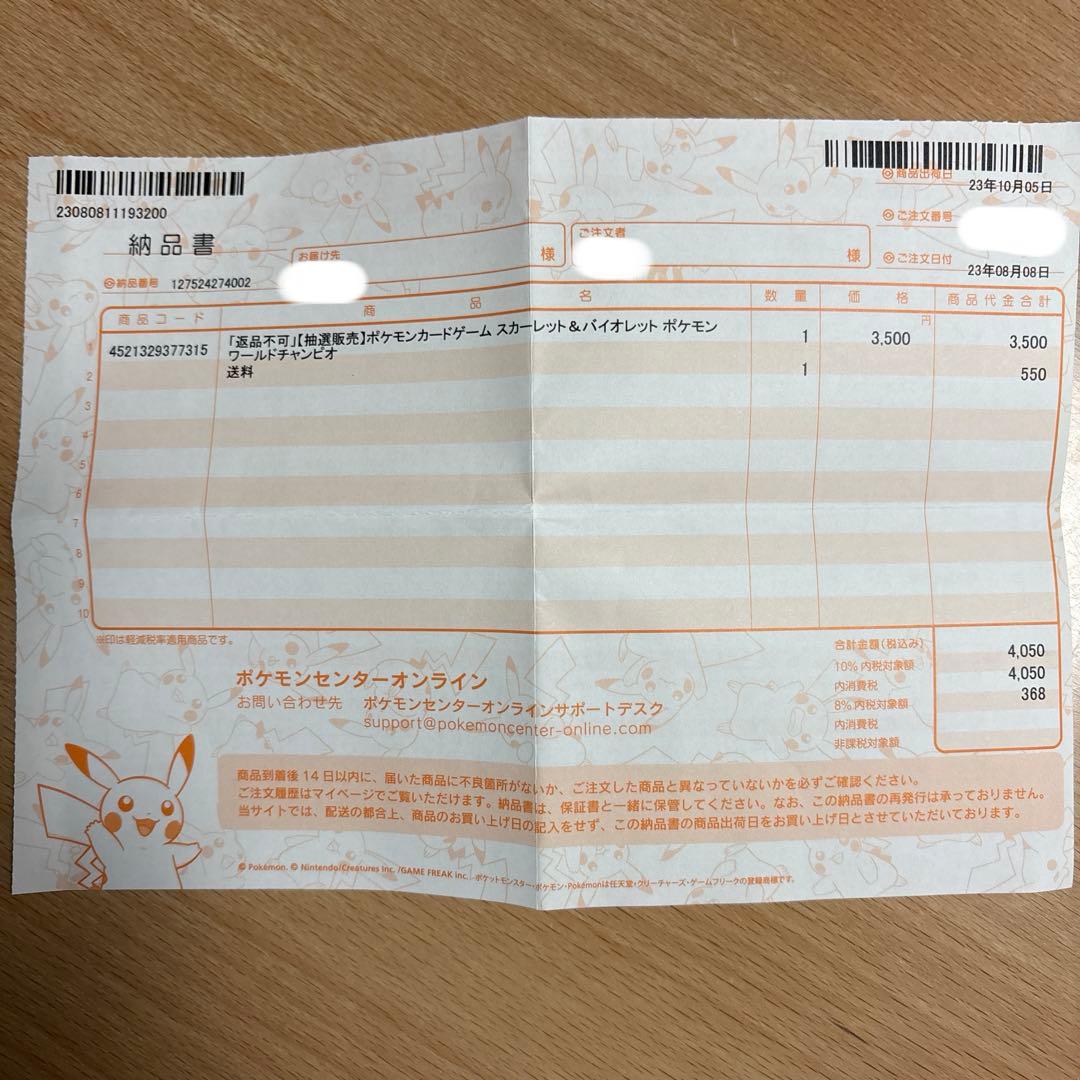 23080811193200
納品書
納品番号 127524274002
お届け先 様
ご注文者 様
商品出荷日
23年10月05日
ご注文番号
ご注文日付
23年08月08日
商品コード 商品名 数量 価格 商品代金合計
円
1 4521329377315 「返品不可」【抽選販売】ポケモンカードゲーム スカーレット＆バイオレット ポケモン 1 3,500 3,500
ワールドチャンピオ
2 送料 1 550
3
4
5
6
7
8
9
10
※印は軽減税率適用商品です。
合計金額(税込み) 4,050
10%内税対象額 4,050
内消費税 368
8%内税対象額
内消費税
非課税対象額
ポケモンセンターオンライン
お問い合わせ先 ポケモンセンターオンラインサポートデスク
support@pokemoncenter-online.com
商品到着後14日以内に、届いた商品に不良箇所がないか、ご注文した商品と異なっていないかを必ずご確認ください。
ご注文履歴はマイページでご覧いただけます。納品書は、保証書と一緒に保管してください。なお、この納品書の再発行は承っておりません。
当サイトでは、配送の都合上、商品のお買い上げ日の記入をせず、この納品書の商品出荷日をお買い上げ日とさせていただいております。
© Pokémon. © Nintendo/Creatures Inc. /GAME FREAK inc. ポケットモンスター・ポケモン・Pokémonは任天堂・クリーチャーズ・ゲームフリークの登録商標です。